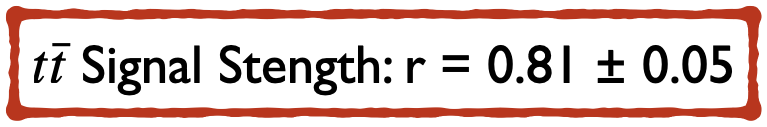 tt̄ Signal Stength: r = 0.81 ± 0.05